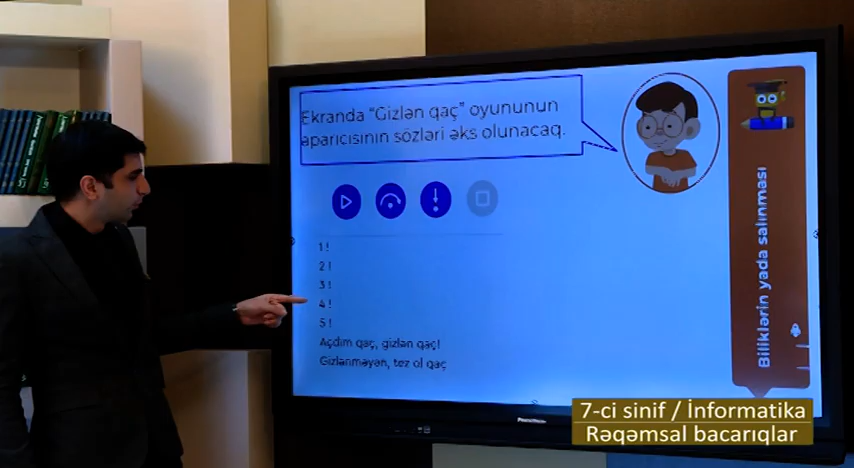 Ekranda “Gizlən qaç” oyununun
aparıcısının sözləri əks olunacaq.
1 !
2 !
3 !
4 !
5 !
Açdım qaç, gizlən qaç!
Gizlənməyən, tez ol qaç
Biliklərin yada salınması
7-ci sinif / İnformatika
Rəqəmsal bacarıqlar